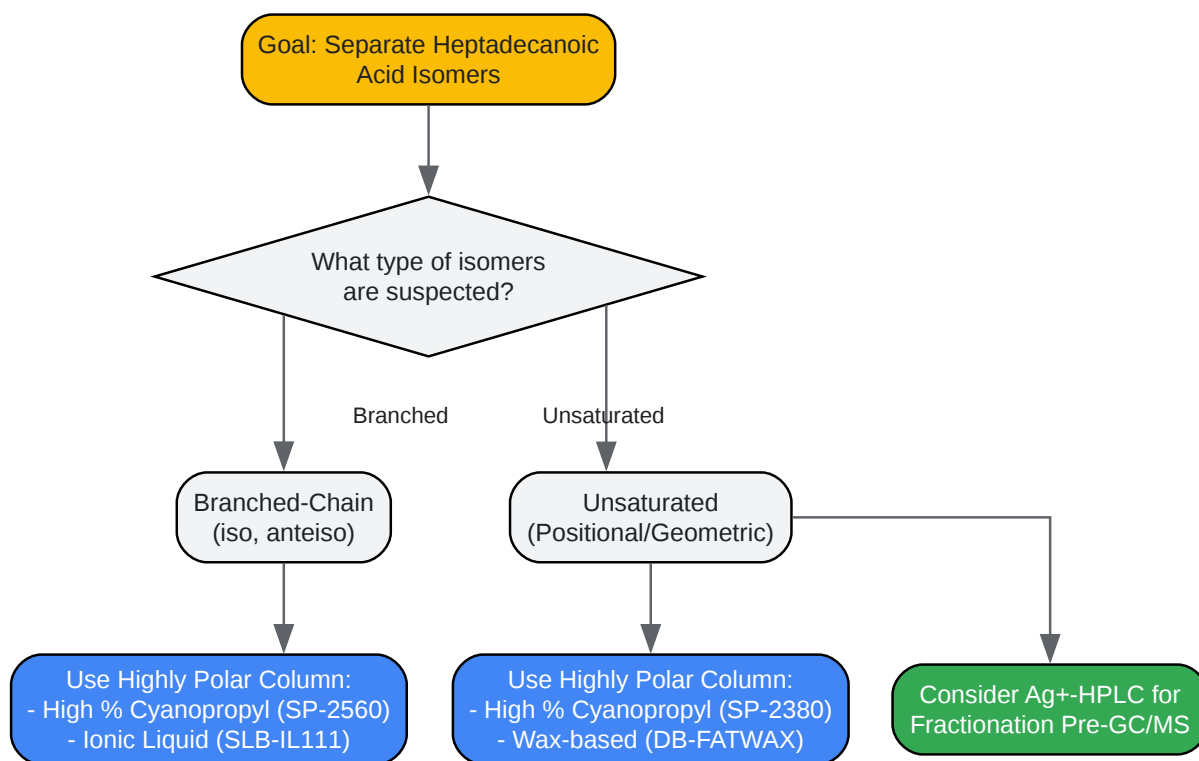 Goal: Separate Heptadecanoic
Acid Isomers
What type of isomers
are suspected?
Branched
Unsaturated
Branched-Chain
(iso, anteiso)
Unsaturated
(Positional/Geometric)
Use Highly Polar Column:
- High % Cyanopropyl (SP-2560)
- Ionic Liquid (SLB-IL111)
Use Highly Polar Column:
- High % Cyanopropyl (SP-2380)
- Wax-based (DB-FATWAX)
Consider Ag+-HPLC for
Fractionation Pre-GC/MS